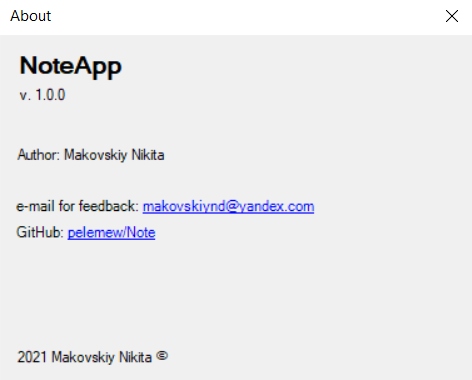 About
NoteApp
v. 1.0.0
Author: Makovskiy Nikita
e-mail for feedback: makovskiynd@yandex.com
GitHub: pelemew/Note
2021 Makovskiy Nikita ©